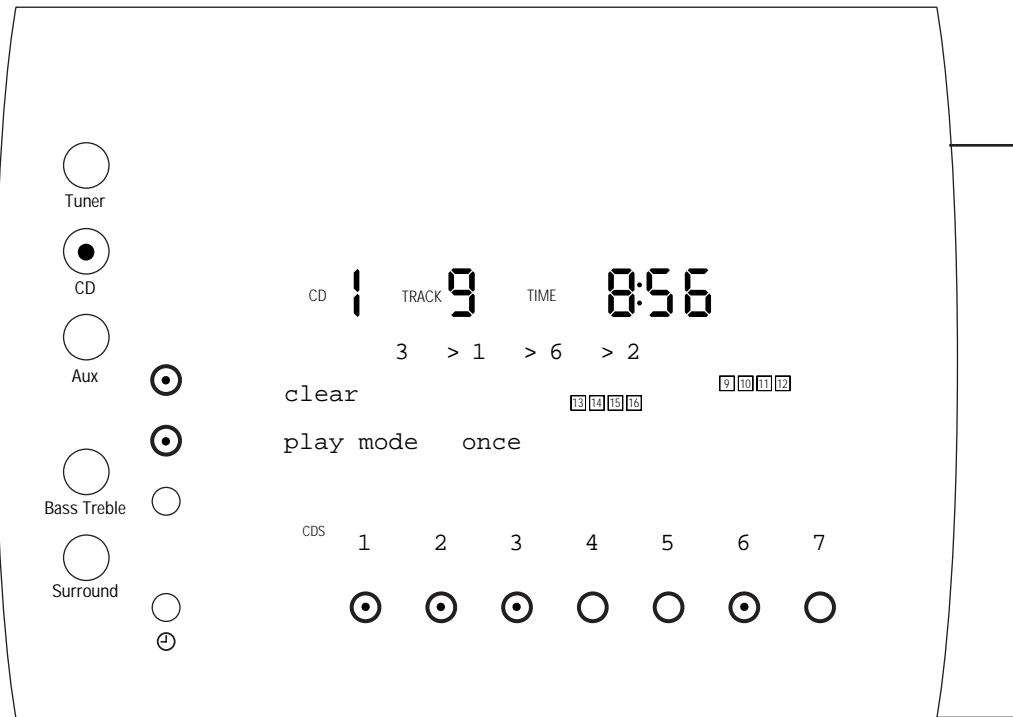 Tuner
CD
CD 1 TRACK 9 TIME 8:56
3 > 1 > 6 > 2
Aux
9 10 11 12
clear
13 14 15 16
play mode once
Bass Treble
CDS 1 2 3 4 5 6 7
Surround